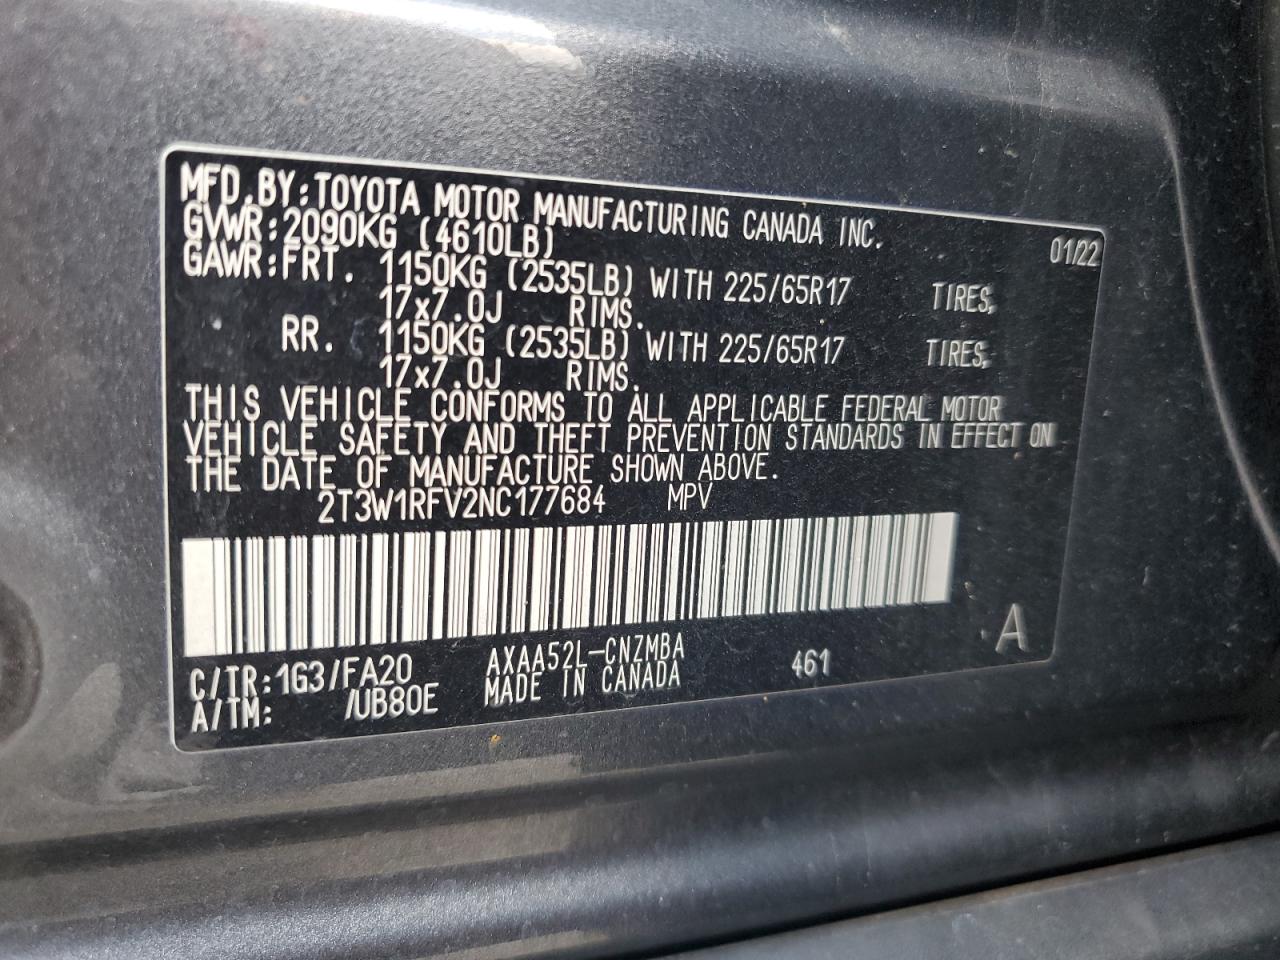 MFD.BY:TOYOTA MOTOR MANUFACTURING CANADA INC.
GVWR:2090KG (4610LB) 01/22
GAWR:FRT. 1150KG (2535LB) WITH 225/65R17 TIRES,
17x7.0J RIMS.
RR. 1150KG (2535LB) WITH 225/65R17 TIRES,
17x7.0J RIMS.
THIS VEHICLE CONFORMS TO ALL APPLICABLE FEDERAL MOTOR
VEHICLE SAFETY AND THEFT PREVENTION STANDARDS IN EFFECT ON
THE DATE OF MANUFACTURE SHOWN ABOVE.
2T3W1RFV2NC177684 MPV
C/TR:1G3/FA20 AXAA52L-CNZMBA 461 A
A/TM: /UB80E MADE IN CANADA